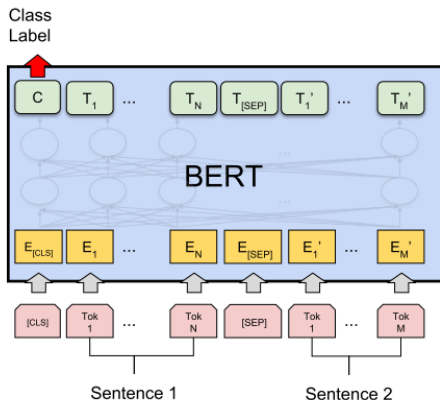 Class
Label
C T1 ... TN T[SEP] T1' ... TM'
...
BERT
...
E[CLS] E1 ... EN E[SEP] E1' ... EM'
[CLS] Tok 1 ... Tok N [SEP] Tok 1 ... Tok M
Sentence 1 Sentence 2